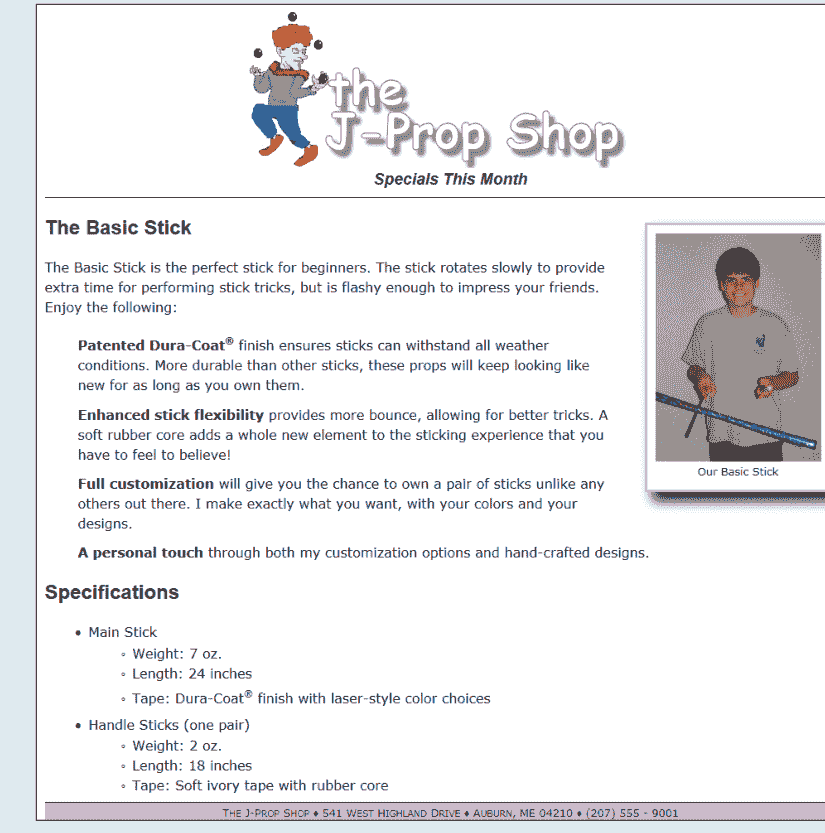 the
J-Prop Shop
Specials This Month
The Basic Stick
The Basic Stick is the perfect stick for beginners. The stick rotates slowly to provide
extra time for performing stick tricks, but is flashy enough to impress your friends.
Enjoy the following:
Patented Dura-Coat® finish ensures sticks can withstand all weather
conditions. More durable than other sticks, these props will keep looking like
new for as long as you own them.
Enhanced stick flexibility provides more bounce, allowing for better tricks. A
soft rubber core adds a whole new element to the sticking experience that you
have to feel to believe!
Full customization will give you the chance to own a pair of sticks unlike any
others out there. I make exactly what you want, with your colors and your
designs.
A personal touch through both my customization options and hand-crafted designs.
Our Basic Stick
Specifications
• Main Stick
◦ Weight: 7 oz.
◦ Length: 24 inches
◦ Tape: Dura-Coat® finish with laser-style color choices
• Handle Sticks (one pair)
◦ Weight: 2 oz.
◦ Length: 18 inches
◦ Tape: Soft ivory tape with rubber core
The J-Prop Shop ♦ 541 West Highland Drive ♦ Auburn, ME 04210 ♦ (207) 555 - 9001